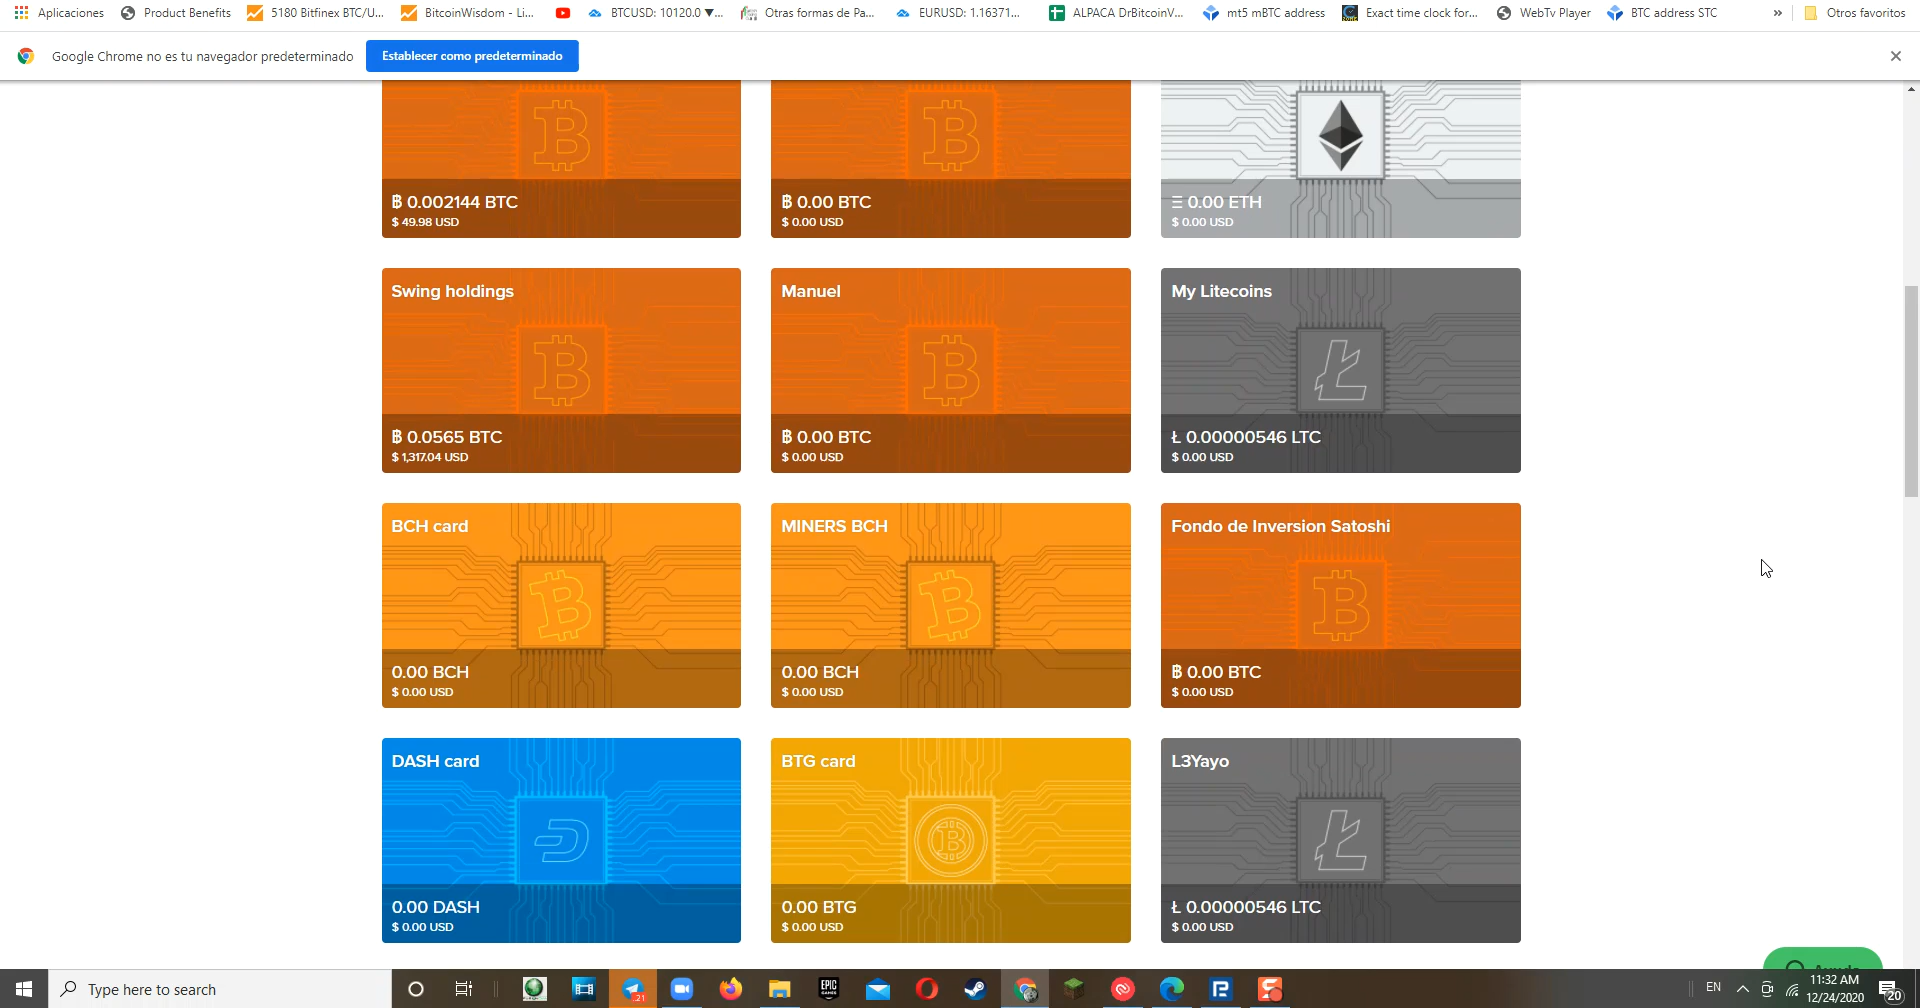 Aplicaciones Product Benefits 5180 Bitfinex BTC/U... BitcoinWisdom - Li... BTCUSD: 10120.0 ▼... Otras formas de Pa... EURUSD: 1.16371... ALPACA DrBitcoinV... mt5 mBTC address Exact time clock for... WebTv Player BTC address STC » Otros favoritos
Google Chrome no es tu navegador predeterminado Establecer como predeterminado
฿ 0.002144 BTC
$ 49.98 USD
฿ 0.00 BTC
$ 0.00 USD
Ξ 0.00 ETH
$ 0.00 USD
Swing holdings
฿ 0.0565 BTC
$ 1,317.04 USD
Manuel
฿ 0.00 BTC
$ 0.00 USD
My Litecoins
Ł 0.00000546 LTC
$ 0.00 USD
BCH card
0.00 BCH
$ 0.00 USD
MINERS BCH
0.00 BCH
$ 0.00 USD
Fondo de Inversion Satoshi
฿ 0.00 BTC
$ 0.00 USD
DASH card
0.00 DASH
$ 0.00 USD
BTG card
0.00 BTG
$ 0.00 USD
L3Yayo
Ł 0.00000546 LTC
$ 0.00 USD
Type here to search
.21
EPIC GAMES
EN
11:32 AM
12/24/2020
20